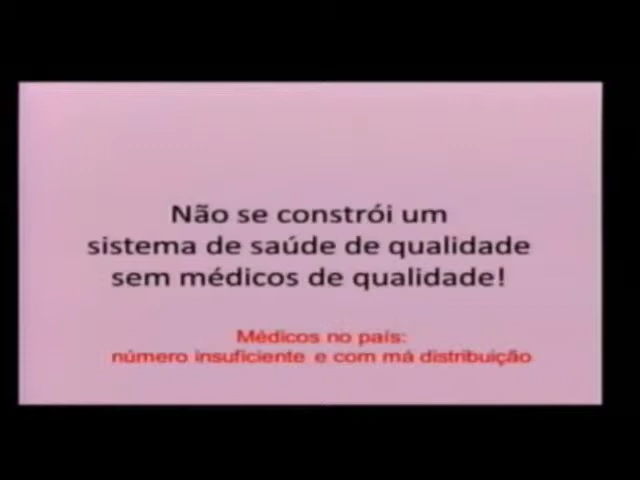 Não se constrói um
sistema de saúde de qualidade
sem médicos de qualidade!
Médicos no país:
número insuficiente e com má distribuição